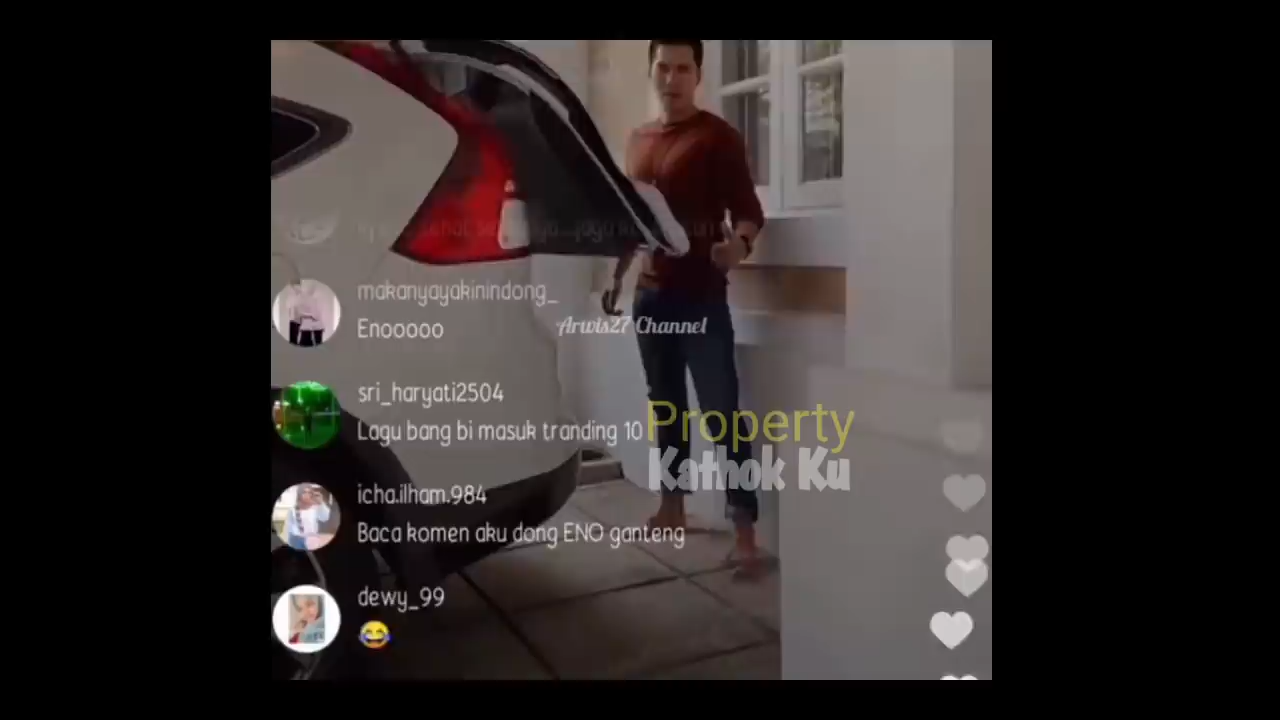 makanyayakinindong_
Enooooo
Arwis27 Channel
sri_haryati2504
Lagu bang bi masuk tranding 10
Property
Kathok Ku
icha.ilham.984
Baca komen aku dong ENO ganteng
dewy_99
😂